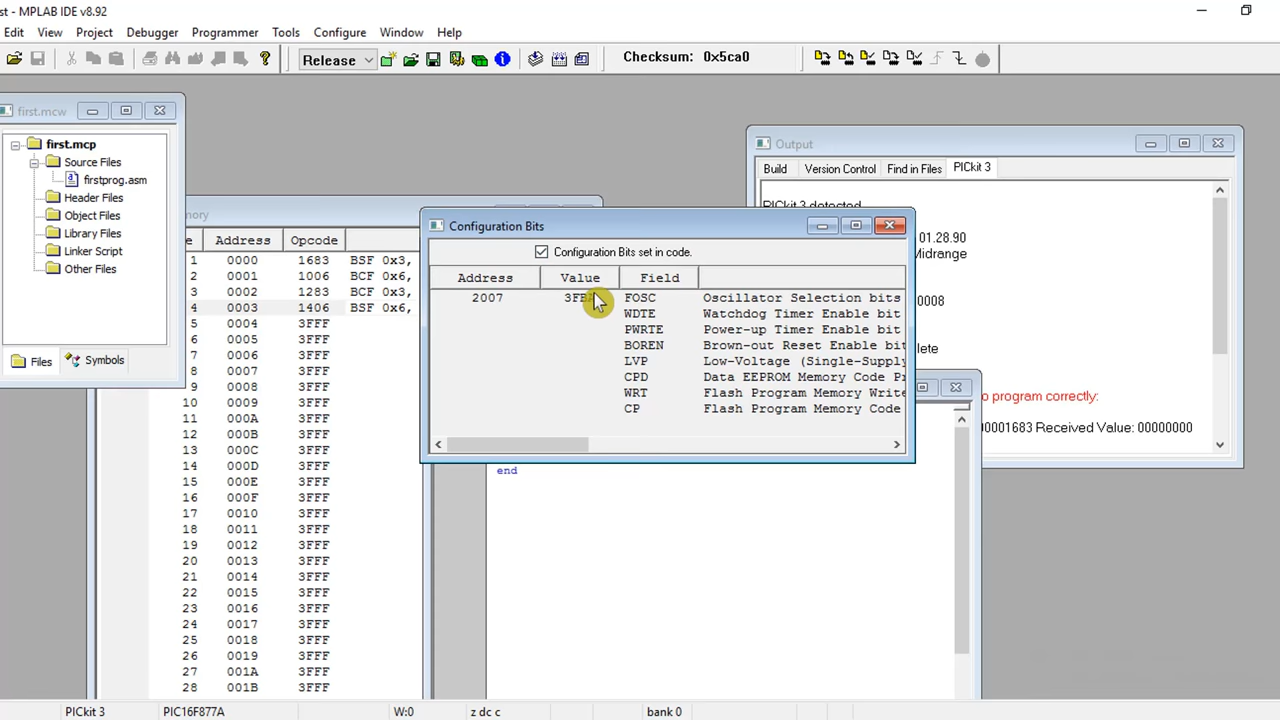 st - MPLAB IDE v8.92
Edit View Project Debugger Programmer Tools Configure Window Help
Release Checksum: 0x5ca0
first.mcw
first.mcp
Source Files
firstprog.asm
Header Files
Object Files
Library Files
Linker Script
Other Files
Files Symbols
mory
e Address Opcode
1 0000 1683 BSF 0x3,
2 0001 1006 BCF 0x6,
3 0002 1283 BCF 0x3,
4 0003 1406 BSF 0x6,
5 0004 3FFF
6 0005 3FFF
7 0006 3FFF
8 0007 3FFF
9 0008 3FFF
10 0009 3FFF
11 000A 3FFF
12 000B 3FFF
13 000C 3FFF
14 000D 3FFF
15 000E 3FFF
16 000F 3FFF
17 0010 3FFF
18 0011 3FFF
19 0012 3FFF
20 0013 3FFF
21 0014 3FFF
22 0015 3FFF
23 0016 3FFF
24 0017 3FFF
25 0018 3FFF
26 0019 3FFF
27 001A 3FFF
28 001B 3FFF
Configuration Bits
Configuration Bits set in code.
Address Value Field
2007 FOSC Oscillator Selection bits
WDTE Watchdog Timer Enable bit
PWRTE Power-up Timer Enable bit
BOREN Brown-out Reset Enable bit
LVP Low-Voltage (Single-Supply
CPD Data EEPROM Memory Code Pr
WRT Flash Program Memory Write
CP Flash Program Memory Code
end
Output
Build Version Control Find in Files PICkit 3
PICkit 3 detected
01.28.90
Midrange
0008
lete
o program correctly:
00001683 Received Value: 00000000
PICkit 3 PIC16F877A W:0 z dc c bank 0